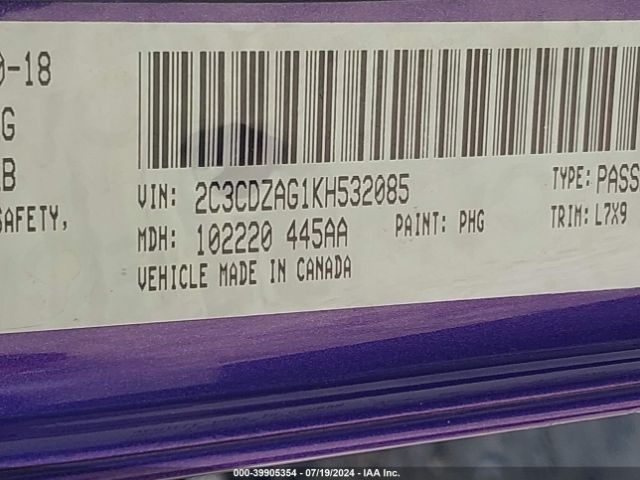 0-18
G
LB
SAFETY,
VIN: 2C3CDZAG1KH532085
TYPE: PASS
MDH: 102220 445AA
PAINT: PHG
TRIM: L7X9
VEHICLE MADE IN CANADA
000-39905354 - 07/19/2024 - IAA Inc.